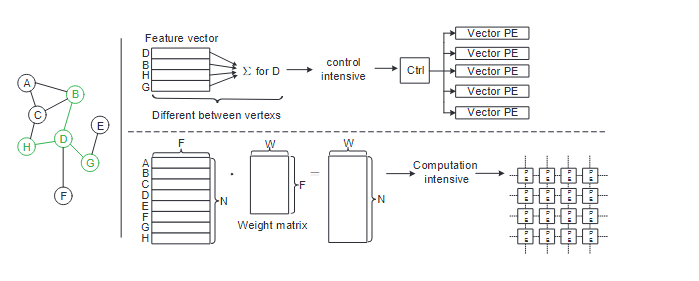 A
B
C
E
D
H
G
F
Feature vector
D
B
H
G
Σ for D
Different between vertexs
control
intensive
Ctrl
Vector PE
Vector PE
Vector PE
Vector PE
Vector PE
F
A
B
C
D
E
F
G
H
N
·
W
F
Weight matrix
=
W
N
Computation
intensive
P E P E P E P E
P E P E P E P E
P E P E P E P E
P E P E P E P E